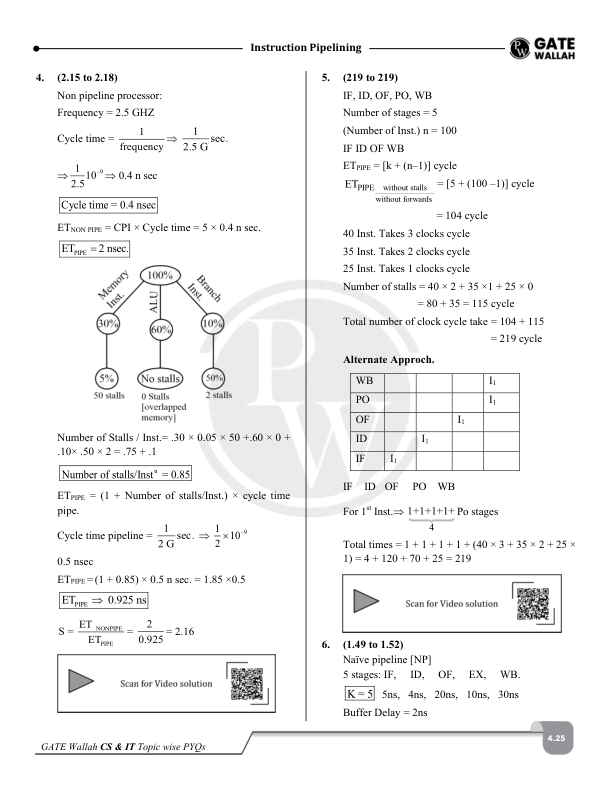 Instruction Pipelining
GATE
WALLAH
4. (2.15 to 2.18)
Non pipeline processor:
Frequency = 2.5 GHZ
Cycle time = 1/frequency ⇒ 1/2.5 G sec.
⇒ 1/2.5 10⁻⁹ ⇒ 0.4 n sec
Cycle time = 0.4 nsec
ET_NON PIPE = CPI × Cycle time = 5 × 0.4 n sec.
ET_PIPE = 2 nsec.
100%
Memory Inst.
ALU
Branch Inst.
30%
60%
10%
5%
No stalls
50%
50 stalls
0 Stalls
[overlapped
memory]
2 stalls
Number of Stalls / Inst.= .30 × 0.05 × 50 +.60 × 0 +
.10× .50 × 2 = .75 + .1
Number of stalls/Instⁿ = 0.85
ET_PIPE = (1 + Number of stalls/Inst.) × cycle time
pipe.
Cycle time pipeline = 1/2 G sec. ⇒ 1/2 ×10⁻⁹
0.5 nsec
ET_PIPE = (1 + 0.85) × 0.5 n sec. = 1.85 ×0.5
ET_PIPE ⇒ 0.925 ns
S = ET_NONPIPE/ET_PIPE = 2/0.925 = 2.16
Scan for Video solution
5. (219 to 219)
IF, ID, OF, PO, WB
Number of stages = 5
(Number of Inst.) n = 100
IF ID OF WB
ET_PIPE = [k + (n–1)] cycle
ET_PIPE without stalls/without forwards = [5 + (100 –1)] cycle
= 104 cycle
40 Inst. Takes 3 clocks cycle
35 Inst. Takes 2 clocks cycle
25 Inst. Takes 1 clocks cycle
Number of stalls = 40 × 2 + 35 ×1 + 25 × 0
= 80 + 35 = 115 cycle
Total number of clock cycle take = 104 + 115
= 219 cycle
Alternate Approch.
WB I₁
PO I₁
OF I₁
ID I₁
IF I₁
IF ID OF PO WB
For 1ˢᵗ Inst.⇒ 1+1+1+1+ Po stages
4
Total times = 1 + 1 + 1 + 1 + (40 × 3 + 35 × 2 + 25 ×
1) = 4 + 120 + 70 + 25 = 219
Scan for Video solution
6. (1.49 to 1.52)
Naïve pipeline [NP]
5 stages: IF, ID, OF, EX, WB.
K = 5 5ns, 4ns, 20ns, 10ns, 30ns
Buffer Delay = 2ns
GATE Wallah CS & IT Topic wise PYQs
4.25